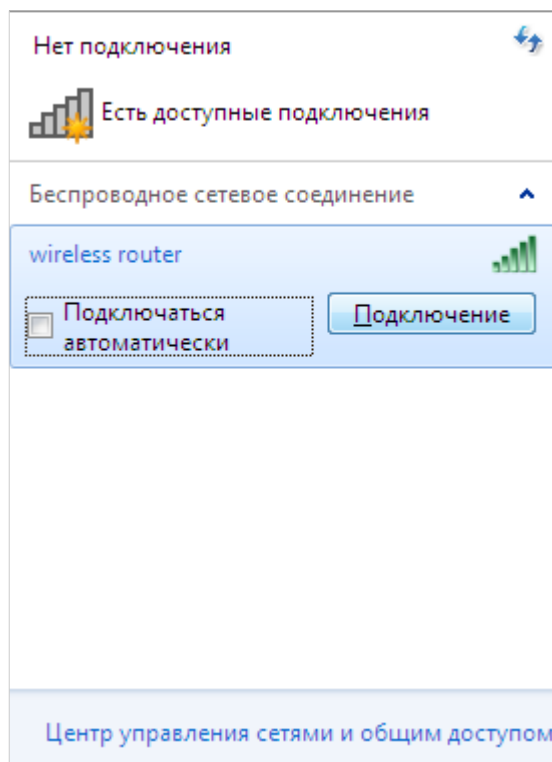 Нет подключения
Есть доступные подключения
Беспроводное сетевое соединение
wireless router
Подключаться
автоматически
Подключение
Центр управления сетями и общим доступом